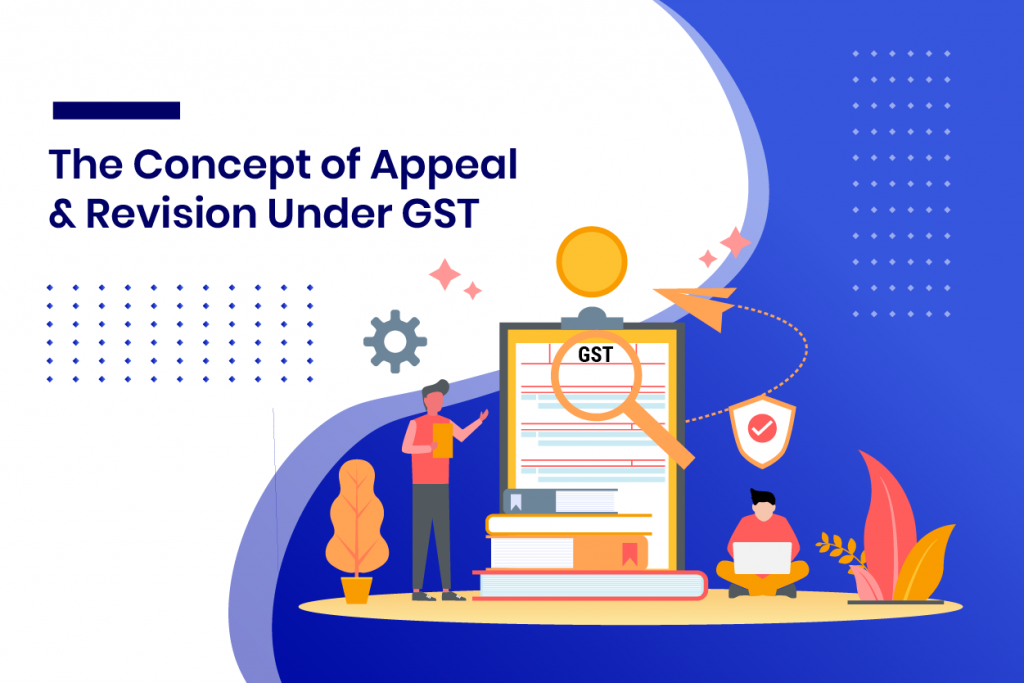 The Concept of Appeal
& Revision Under GST
GST